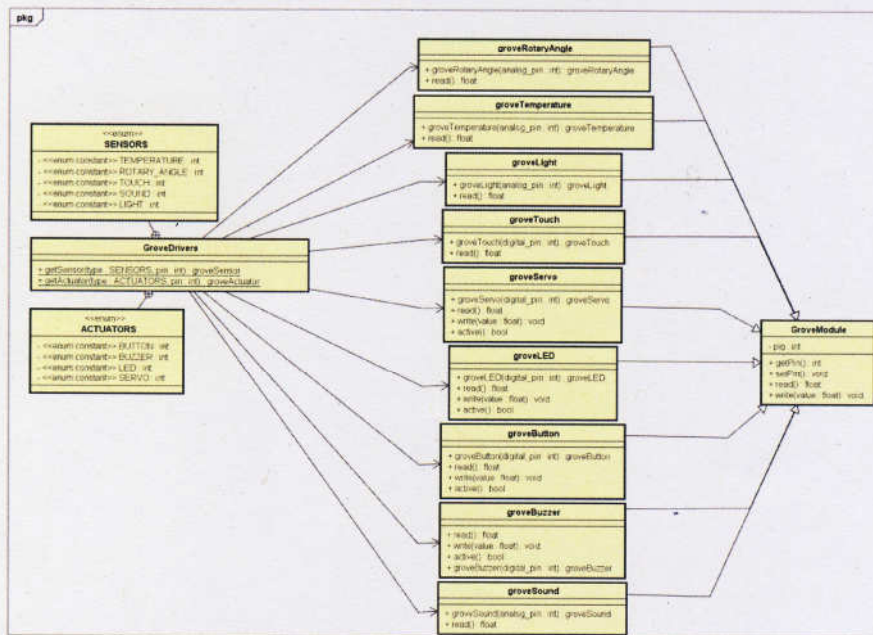 pkg
groveRotaryAngle
+ groveRotaryAngle(analog_pin : int) : groveRotaryAngle
+ read() : float
groveTemperature
+ groveTemperature(analog_pin : int) : groveTemperature
+ read() : float
<<enum>>
SENSORS
- <<enum constant>> TEMPERATURE : int
- <<enum constant>> ROTARY_ANGLE : int
- <<enum constant>> TOUCH : int
- <<enum constant>> SOUND : int
- <<enum constant>> LIGHT : int
groveLight
+ groveLight(analog_pin : int) : groveLight
+ read() : float
groveTouch
+ groveTouch(digital_pin : int) : groveTouch
+ read() : float
GroveDrivers
+ getSensor(type : SENSORS, pin : int) : groveSensor
+ getActuator(type : ACTUATORS, pin : int) : groveActuator
groveServo
+ groveServo(digital_pin : int) : groveServo
+ read() : float
+ write(value : float) : void
+ active() : bool
<<enum>>
ACTUATORS
- <<enum constant>> BUTTON : int
- <<enum constant>> BUZZER : int
- <<enum constant>> LED : int
- <<enum constant>> SERVO : int
GroveModule
- pin : int
+ getPin() : int
+ setPin() : void
+ read() : float
+ write(value : float) : void
groveLED
+ groveLED(digital_pin : int) : groveLED
+ read() : float
+ write(value : float) : void
+ active() : bool
groveButton
+ groveButton(digital_pin : int) : groveButton
+ read() : float
+ write(value : float) : void
+ active() : bool
groveBuzzer
+ read() : float
+ write(value : float) : void
+ active() : bool
+ groveBuzzer(digital_pin : int) : groveBuzzer
groveSound
+ groveSound(analog_pin : int) : groveSound
+ read() : float